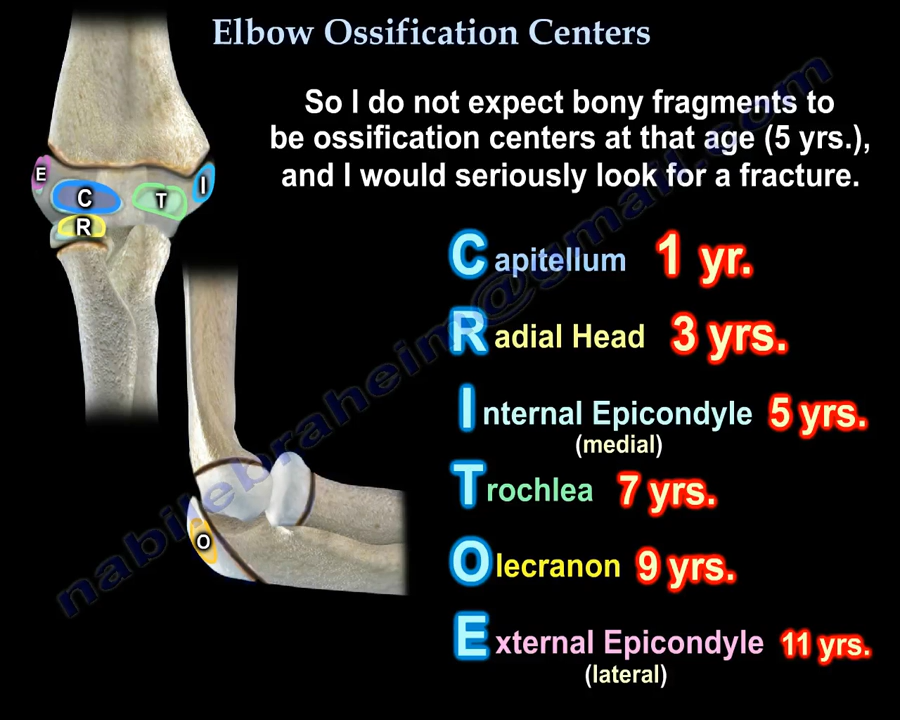 Elbow Ossification Centers
So I do not expect bony fragments to
be ossification centers at that age (5 yrs.),
and I would seriously look for a fracture.
E
C
T
I
R
Capitellum 1 yr.
Radial Head 3 yrs.
Internal Epicondyle 5 yrs.
(medial)
Trochlea 7 yrs.
Olecranon 9 yrs.
External Epicondyle 11 yrs.
(lateral)
O
nabilebraheim@gmail.com